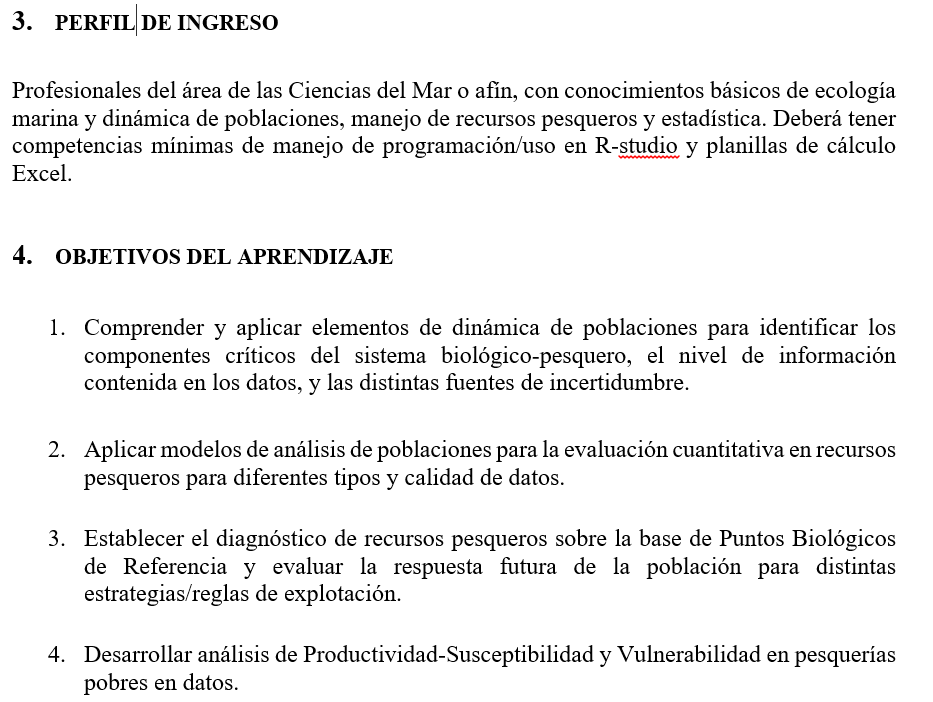 3. PERFIL DE INGRESO
Profesionales del área de las Ciencias del Mar o afín, con conocimientos básicos de ecología
marina y dinámica de poblaciones, manejo de recursos pesqueros y estadística. Deberá tener
competencias mínimas de manejo de programación/uso en R-studio y planillas de cálculo
Excel.
4. OBJETIVOS DEL APRENDIZAJE
1. Comprender y aplicar elementos de dinámica de poblaciones para identificar los
componentes críticos del sistema biológico-pesquero, el nivel de información
contenida en los datos, y las distintas fuentes de incertidumbre.
2. Aplicar modelos de análisis de poblaciones para la evaluación cuantitativa en recursos
pesqueros para diferentes tipos y calidad de datos.
3. Establecer el diagnóstico de recursos pesqueros sobre la base de Puntos Biológicos
de Referencia y evaluar la respuesta futura de la población para distintas
estrategias/reglas de explotación.
4. Desarrollar análisis de Productividad-Susceptibilidad y Vulnerabilidad en pesquerías
pobres en datos.